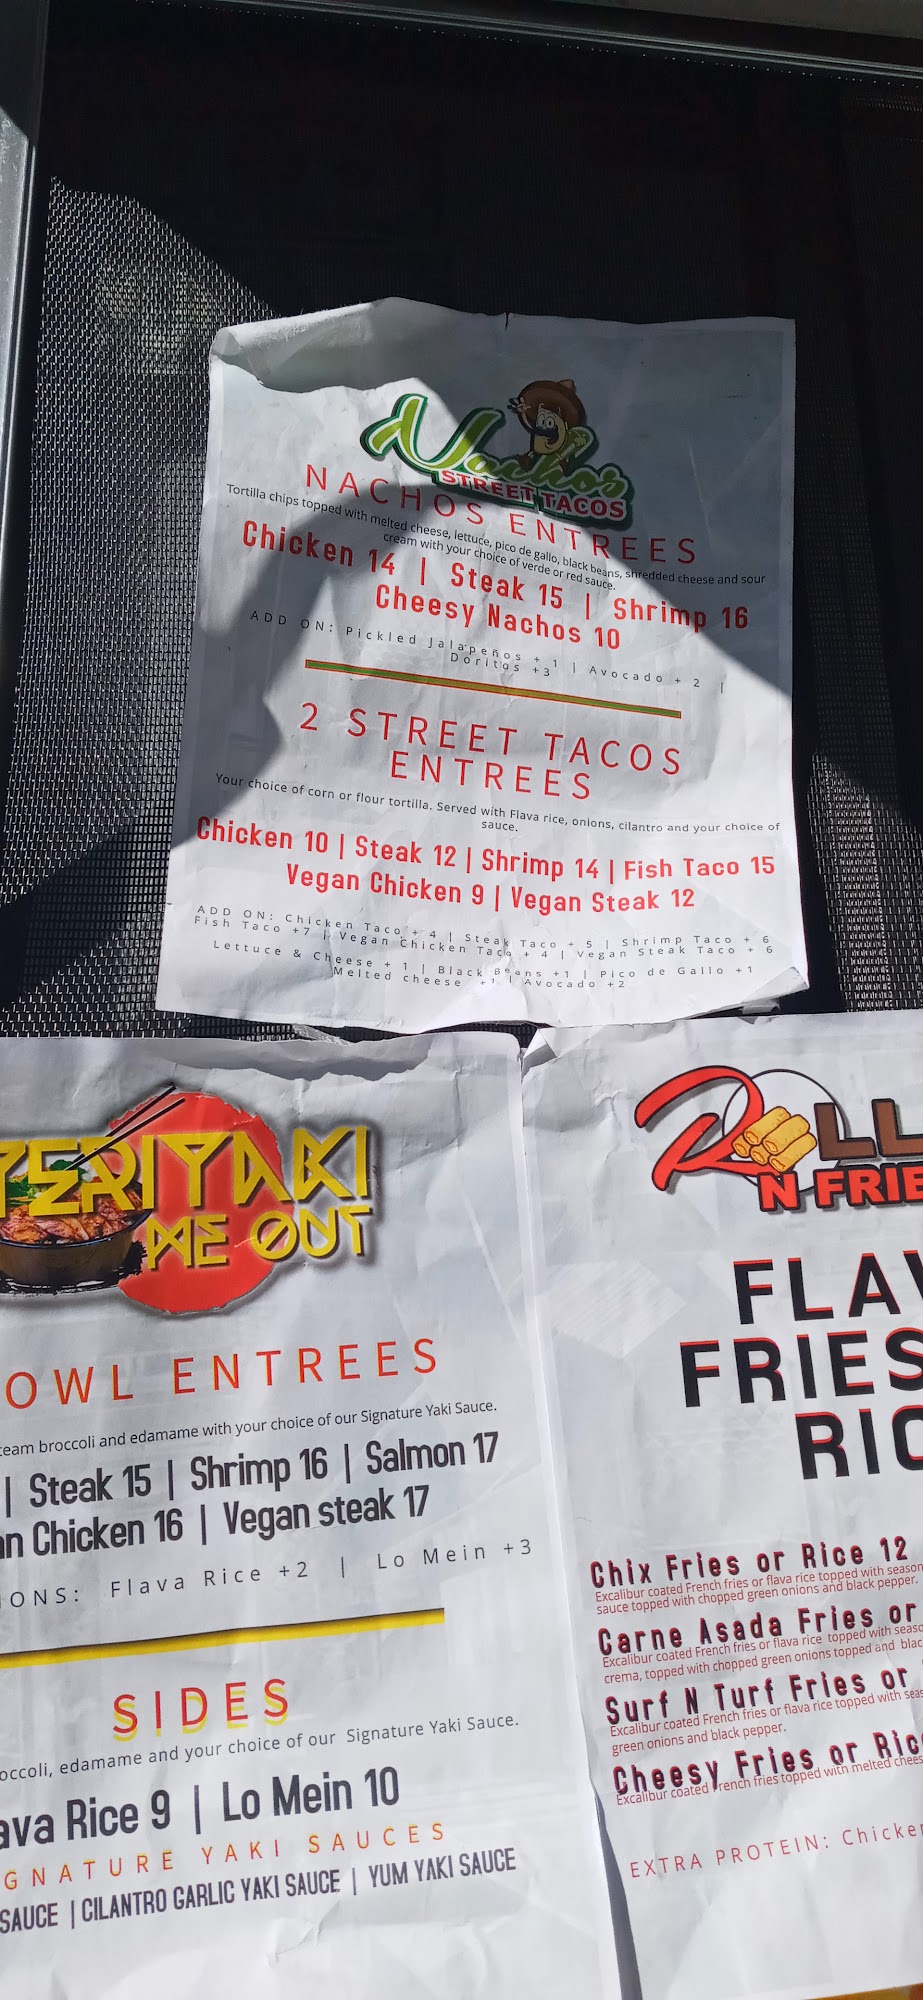 Nachos
STREET TACOS
NACHOS ENTREES
Tortilla chips topped with melted cheese, lettuce, pico de gallo, black beans, shredded cheese and sour
cream with your choice of verde or red sauce.
Chicken 14 | Steak 15 | Shrimp 16
Cheesy Nachos 10
ADD ON: Pickled Jalapeños + 1 | Avocado + 2 |
Doritos +3
2 STREET TACOS
ENTREES
Your choice of corn or flour tortilla. Served with Flava rice, onions, cilantro and your choice of
sauce.
Chicken 10 | Steak 12 | Shrimp 14 | Fish Taco 15
Vegan Chicken 9 | Vegan Steak 12
ADD ON: Chicken Taco + 4 | Steak Taco + 5 | Shrimp Taco + 6
Fish Taco +7 | Vegan Chicken Taco + 4 | Vegan Steak Taco + 6
Lettuce & Cheese + 1 | Black Beans +1 | Pico de Gallo +1
Melted cheese +1 | Avocado +2
TERIYAKI
ME OUT
OWL ENTREES
team broccoli and edamame with your choice of our Signature Yaki Sauce.
| Steak 15 | Shrimp 16 | Salmon 17
an Chicken 16 | Vegan steak 17
IONS: Flava Rice +2 | Lo Mein +3
SIDES
occoli, edamame and your choice of our Signature Yaki Sauce.
ava Rice 9 | Lo Mein 10
GNATURE YAKI SAUCES
SAUCE | CILANTRO GARLIC YAKI SAUCE | YUM YAKI SAUCE
ROLL
N FRIE
FLAV
FRIES
RIC
Chix Fries or Rice 12
Excalibur coated French fries or flava rice topped with season
sauce topped with chopped green onions and black pepper.
Carne Asada Fries or
Excalibur coated French fries or flava rice topped with seaso
crema, topped with chopped green onions topped and blac
Surf N Turf Fries or
Excalibur coated French fries or flava rice topped with seas
green onions and black pepper.
Cheesy Fries or Ric
Excalibur coated French fries topped with melted chees
EXTRA PROTEIN: Chicken